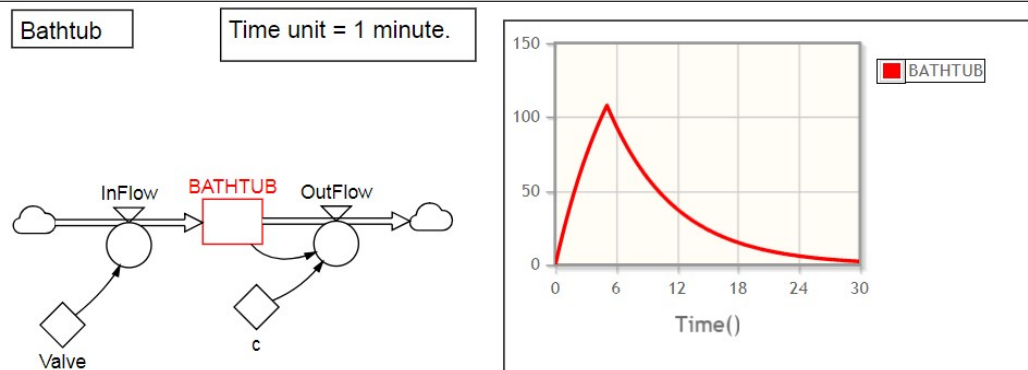 Bathtub
Time unit = 1 minute.
InFlow
BATHTUB
OutFlow
Valve
c
150
100
50
0
0 6 12 18 24 30
Time()
BATHTUB